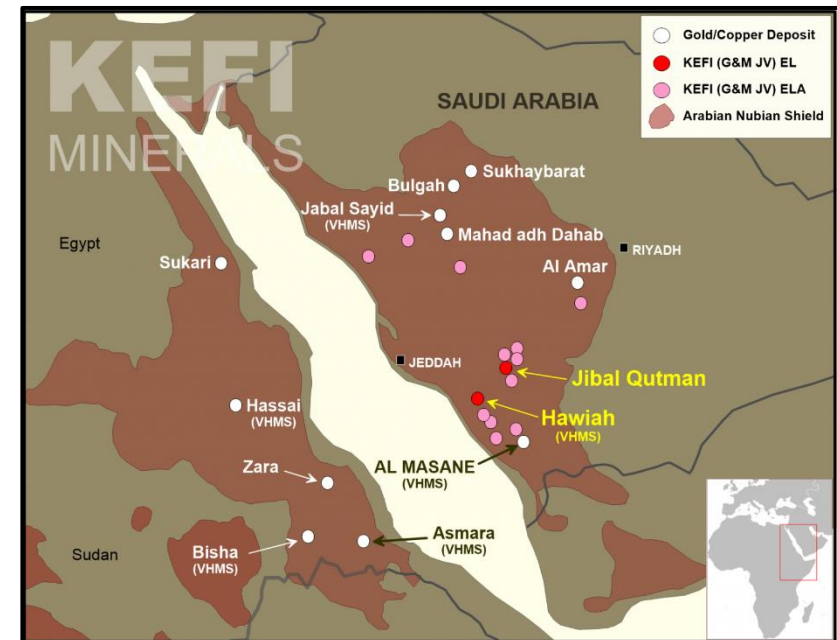 KEFI
MINERALS
Gold/Copper Deposit
KEFI (G&M JV) EL
KEFI (G&M JV) ELA
Arabian Nubian Shield
SAUDI ARABIA
Sukhaybarat
Bulgah
Jabal Sayid
(VHMS)
Mahad adh Dahab
Egypt
RIYADH
Sukari
Al Amar
JEDDAH
Jibal Qutman
Hassai
(VHMS)
Hawiah
(VHMS)
Zara
AL MASANE
(VHMS)
Sudan
Bisha
(VHMS)
Asmara
(VHMS)